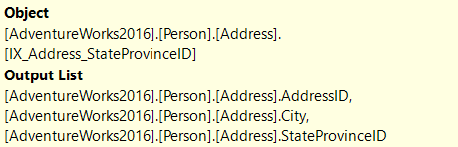 Object
[AdventureWorks2016].[Person].[Address].
[IX_Address_StateProvinceID]
Output List
[AdventureWorks2016].[Person].[Address].AddressID,
[AdventureWorks2016].[Person].[Address].City,
[AdventureWorks2016].[Person].[Address].StateProvinceID